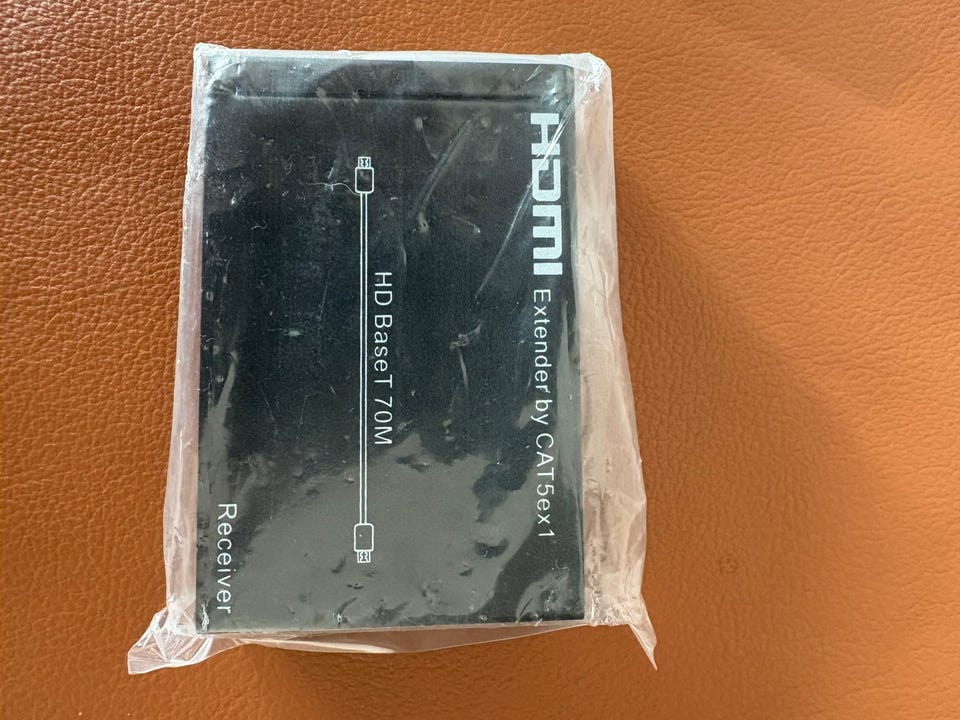 HDMI Extender by CAT5ex1
HD BaseT 70M
Receiver